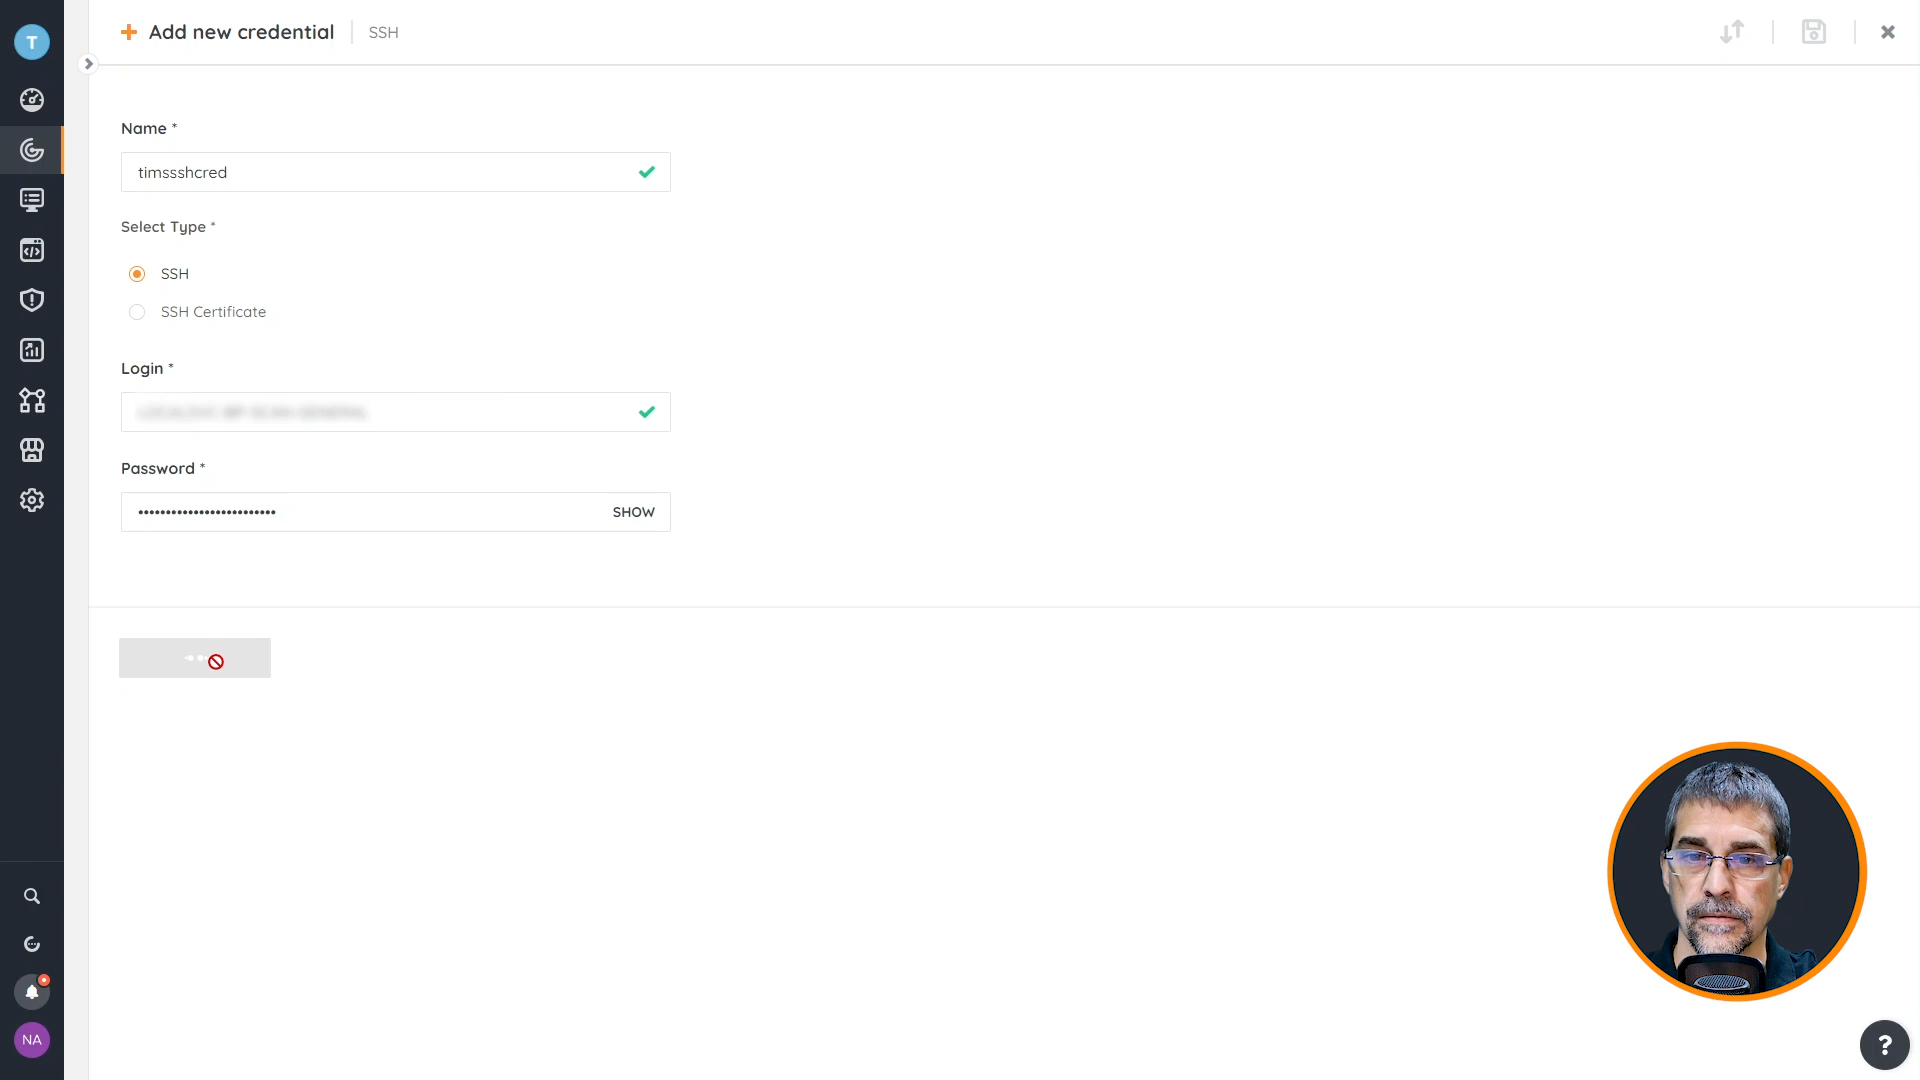 T
Add new credential
SSH
Name *
timssshcred
Select Type *
SSH
SSH Certificate
Login *
Password *
SHOW
NA
?